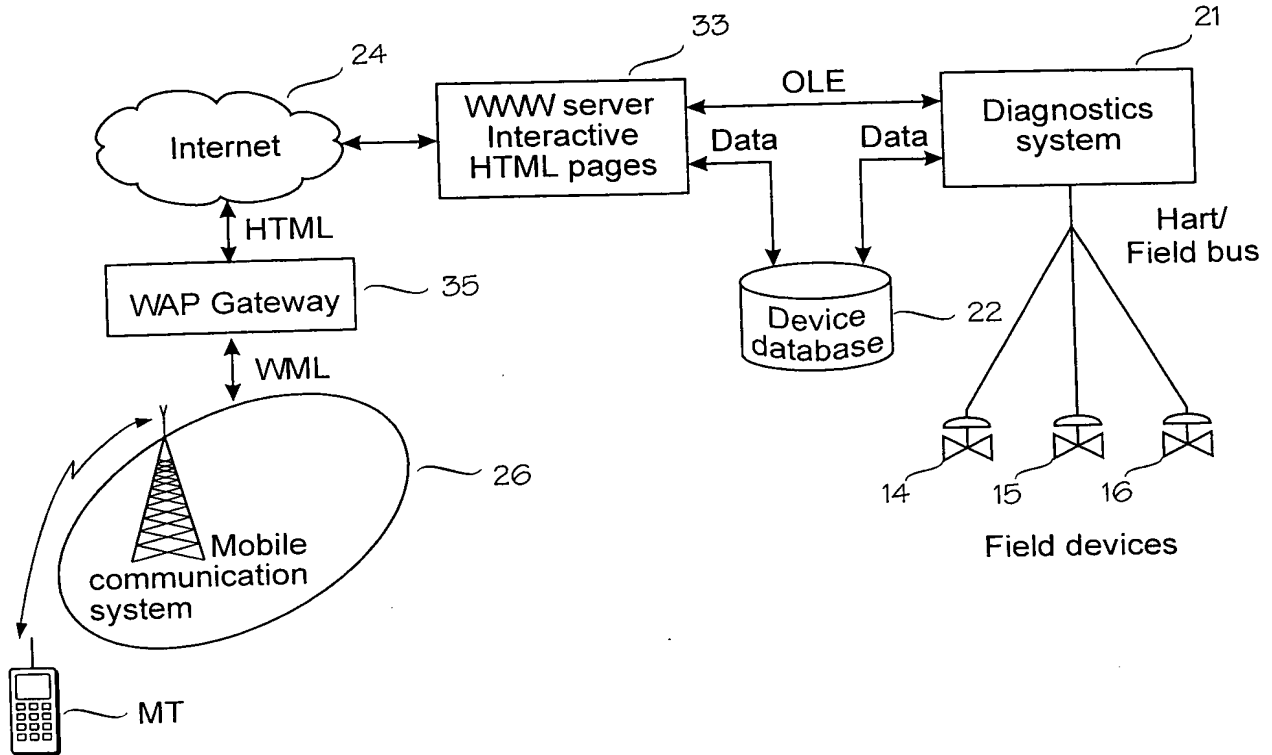 24
33
21
Internet
WWW server
Interactive
HTML pages
OLE
Data
Data
Diagnostics
system
HTML
Hart/
Field bus
WAP Gateway
35
Device
database
22
WML
26
Mobile
communication
system
14
15
16
Field devices
MT